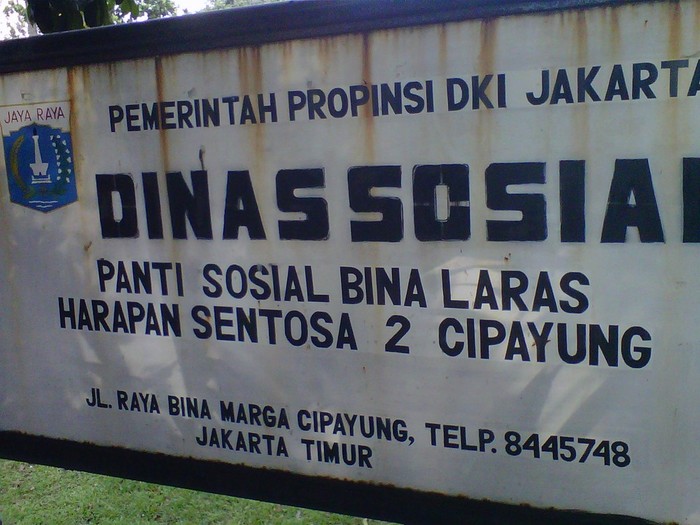 JAYA RAYA
PEMERINTAH PROPINSI DKI JAKARTA
DINAS SOSIAL
PANTI SOSIAL BINA LARAS
HARAPAN SENTOSA 2 CIPAYUNG
JL. RAYA BINA MARGA CIPAYUNG, TELP. 8445748
JAKARTA TIMUR